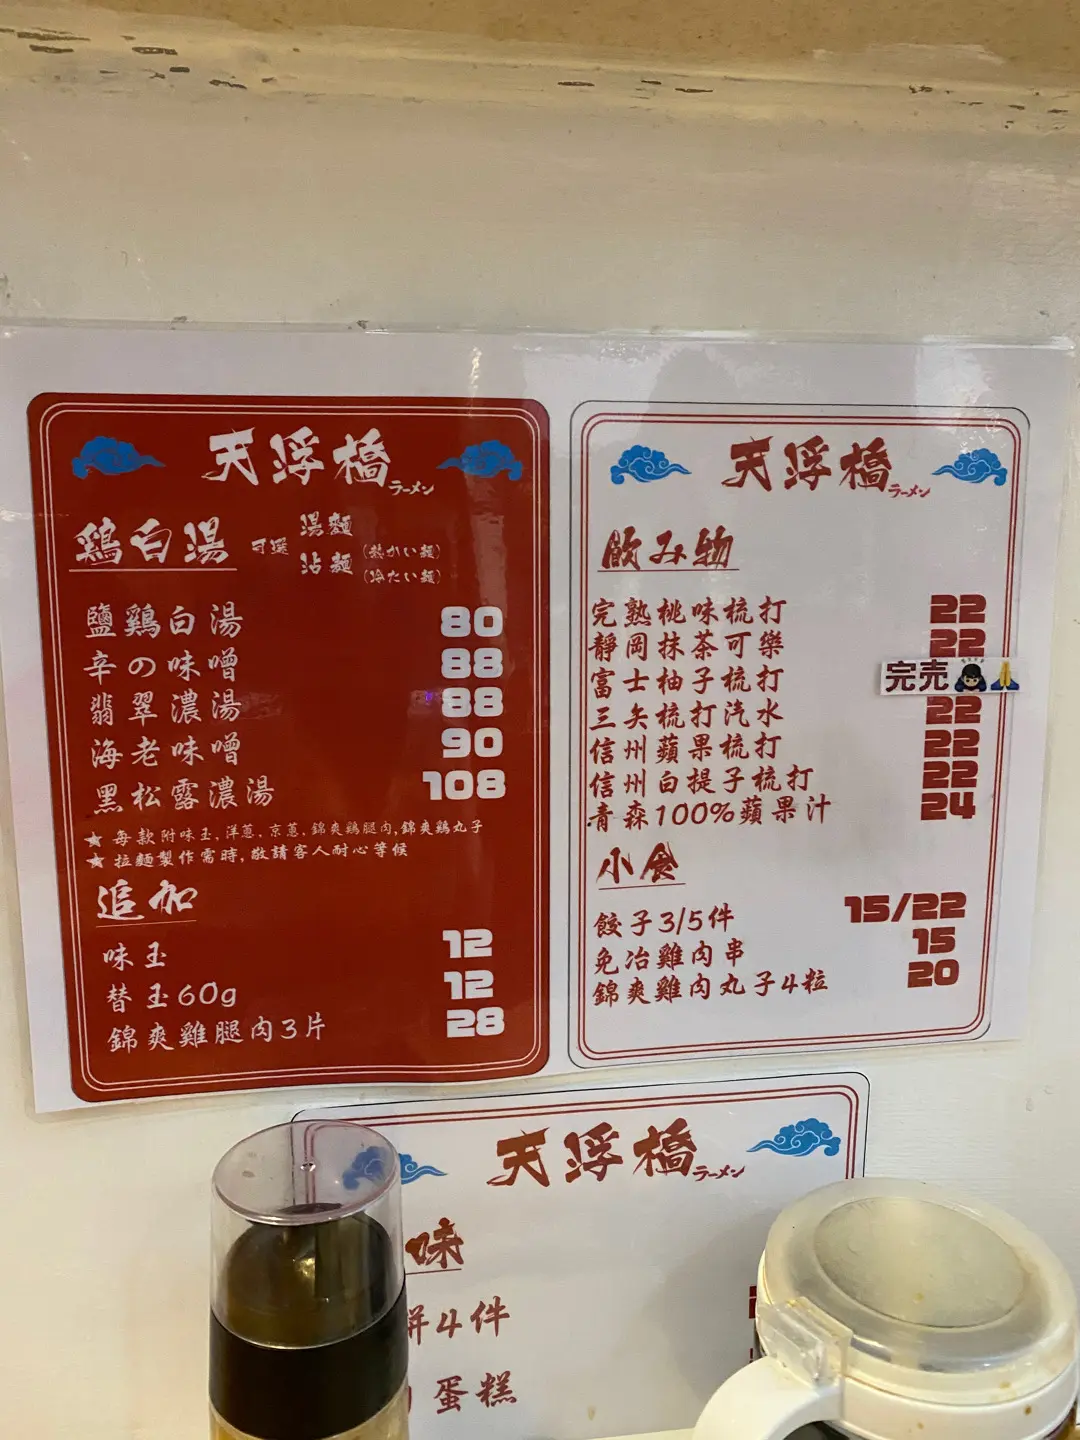 天浮橋
ラーメン
鶏白湯 可選 湯麵 (熱かい麵)
沾麵 (冷たい麵)
鹽鶏白湯 80
辛の味噌 88
翡翠濃湯 88
海老味噌 90
黑松露濃湯 108
★ 每款附味玉, 洋蔥, 京蔥, 錦爽鶏腿肉, 錦爽鶏丸子
★ 拉麵製作需時, 敬請客人耐心等候
追加
味玉 12
替玉60g 12
錦爽雞腿肉3片 28
天浮橋
ラーメン
飲み物
完熟桃味梳打 22
靜岡抹茶可樂 22
富士柚子梳打 完売
三矢梳打汽水 22
信州蘋果梳打 22
信州白提子梳打 22
青森100%蘋果汁 24
小食
餃子3/5件 15/22
免冶雞肉串 15
錦爽雞肉丸子4粒 20
天浮橋
ラーメン
味
餅4件
蛋糕